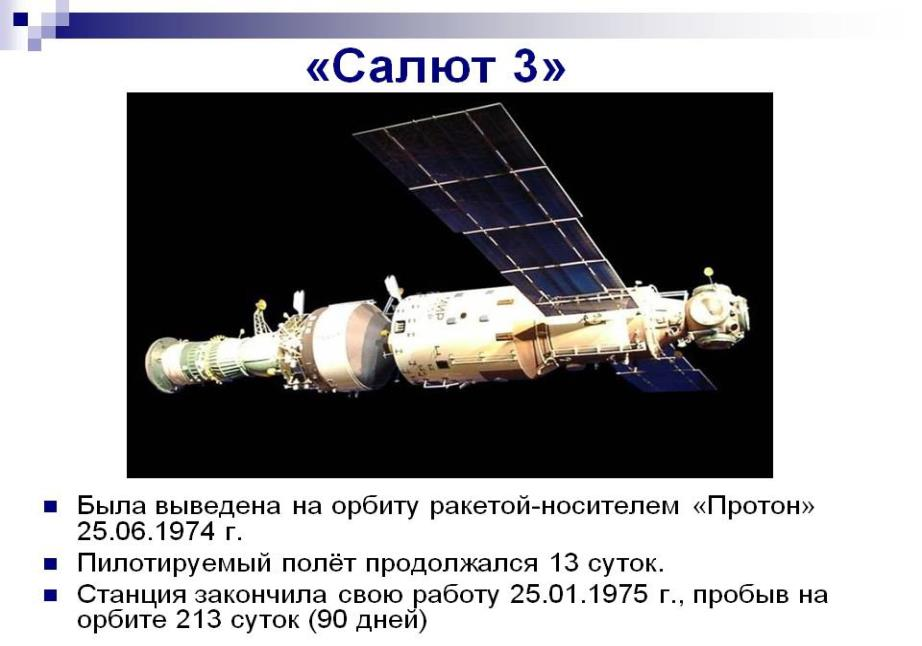 «Салют 3»
МИР
Была выведена на орбиту ракетой-носителем «Протон»
25.06.1974 г.
Пилотируемый полёт продолжался 13 суток.
Станция закончила свою работу 25.01.1975 г., пробыв на
орбите 213 суток (90 дней)